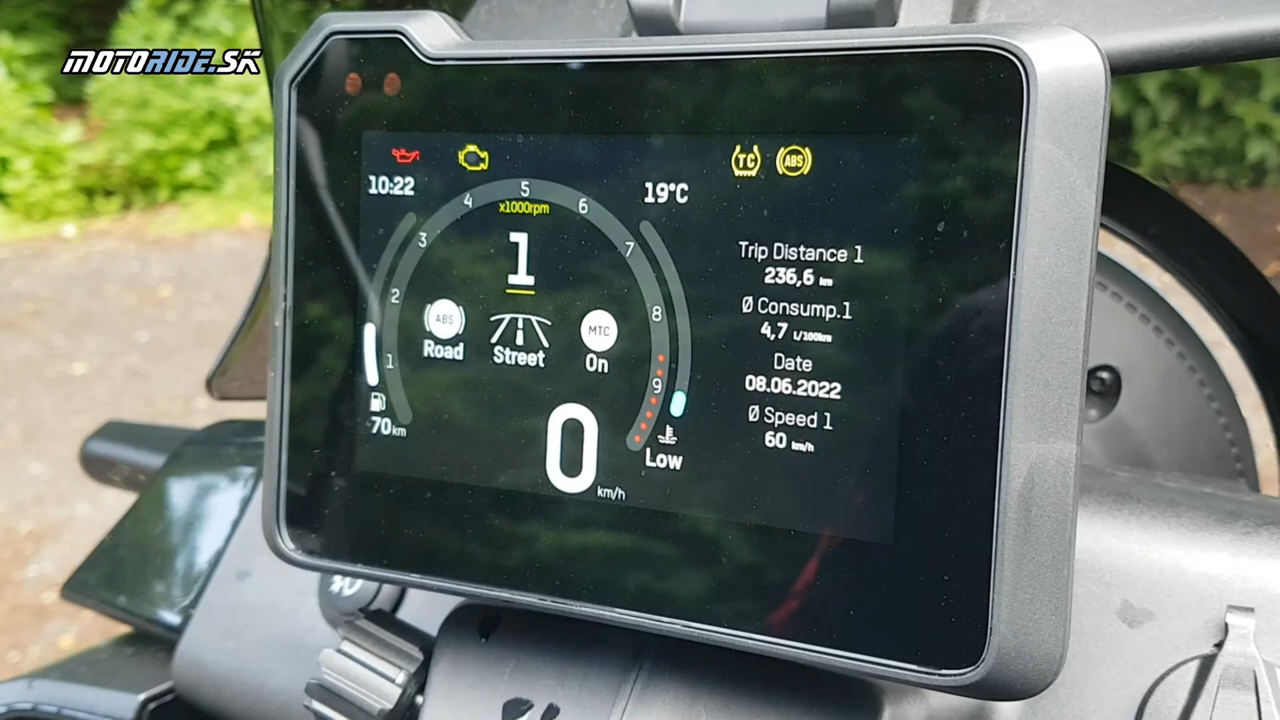 MOTORIDE.SK
10:22
19°C
TC
ABS
x1000rpm
1 2 3 4 5 6 7 8 9
1
ABS
Road
Street
MTC
On
70 km
0
km/h
Low
Trip Distance 1
236,6 km
Ø Consump.1
4,7 L/100km
Date
08.06.2022
Ø Speed 1
60 km/h